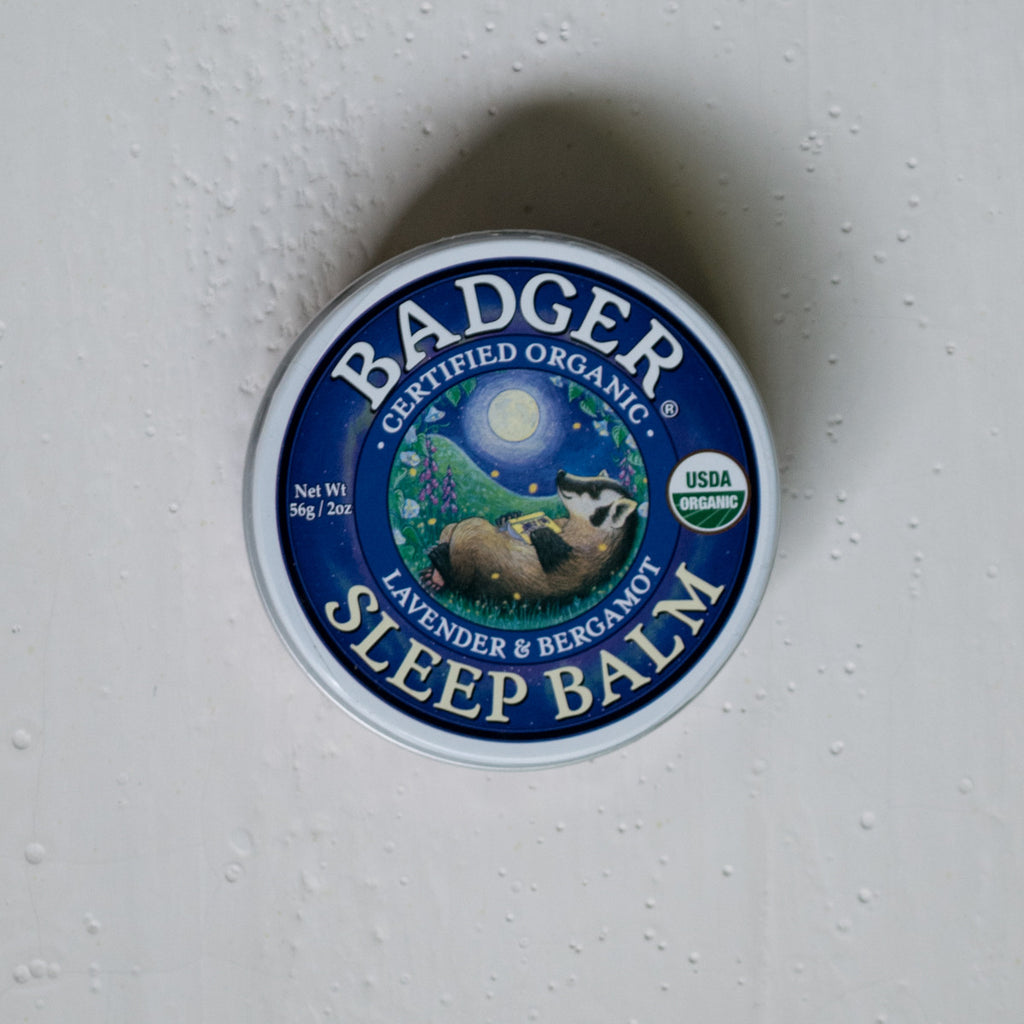 BADGER®
· CERTIFIED ORGANIC ·
Net Wt
56g / 2oz
USDA
ORGANIC
LAVENDER & BERGAMOT
SLEEP BALM